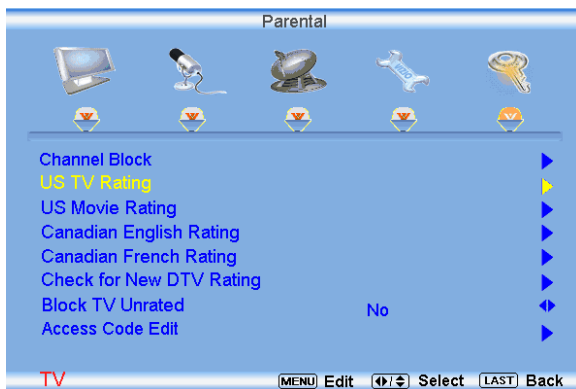 Parental
VIZIO
Channel Block
US TV Rating
US Movie Rating
Canadian English Rating
Canadian French Rating
Check for New DTV Rating
Block TV Unrated No
Access Code Edit
TV MENU Edit Select LAST Back